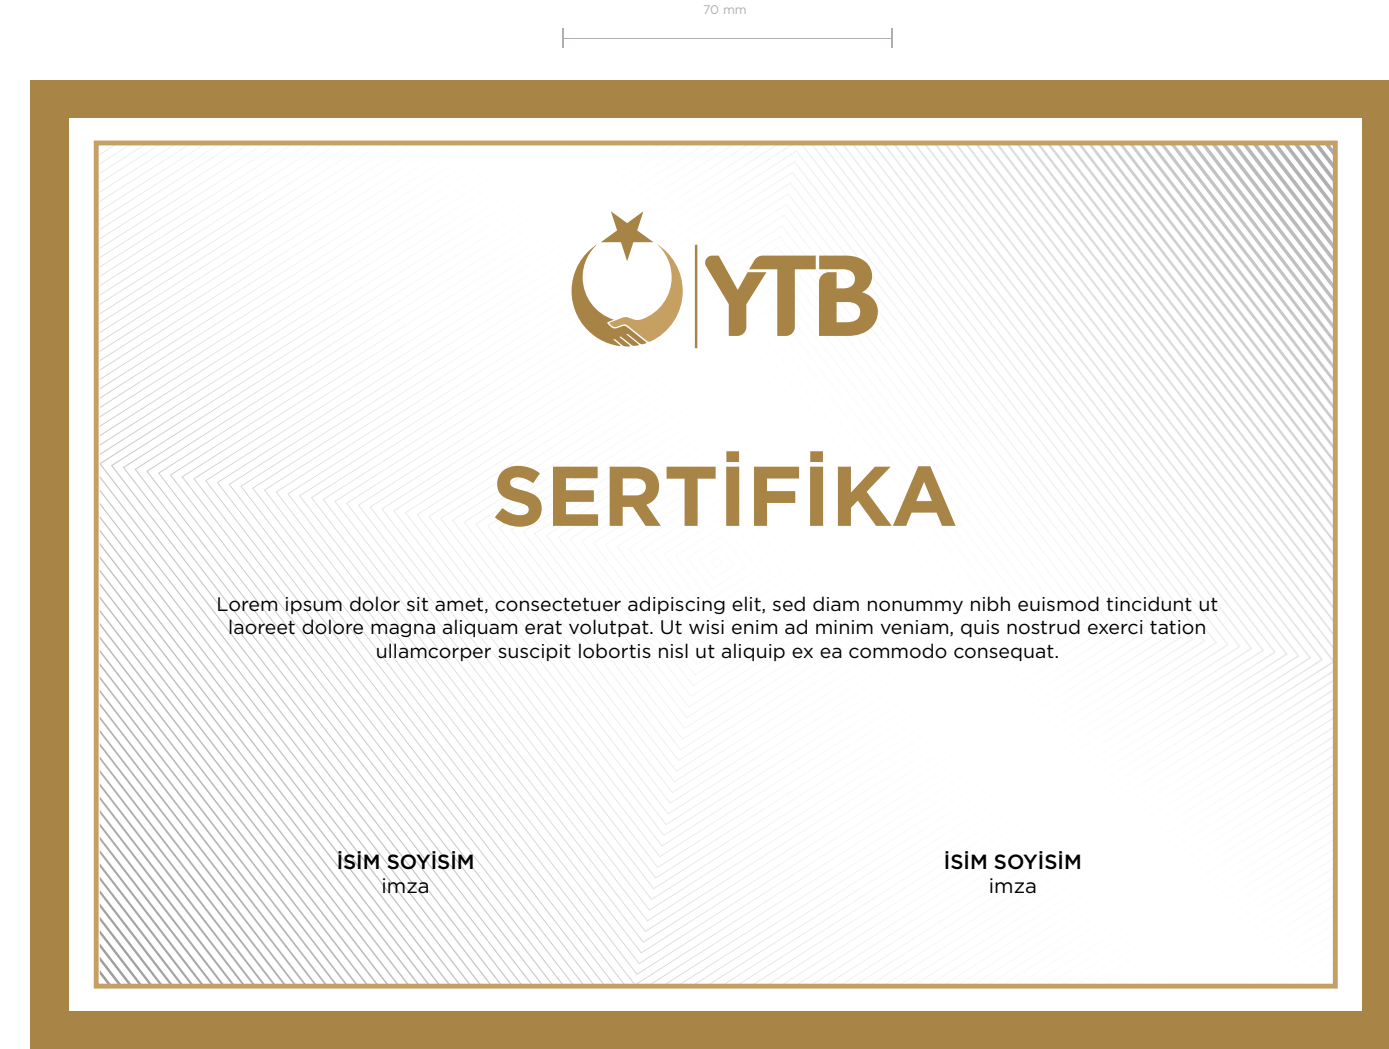 70 mm
YTB
SERTİFİKA
Lorem ipsum dolor sit amet, consectetuer adipiscing elit, sed diam nonummy nibh euismod tincidunt ut
laoreet dolore magna aliquam erat volutpat. Ut wisi enim ad minim veniam, quis nostrud exerci tation
ullamcorper suscipit lobortis nisl ut aliquip ex ea commodo consequat.
İSİM SOYİSİM
imza
İSİM SOYİSİM
imza